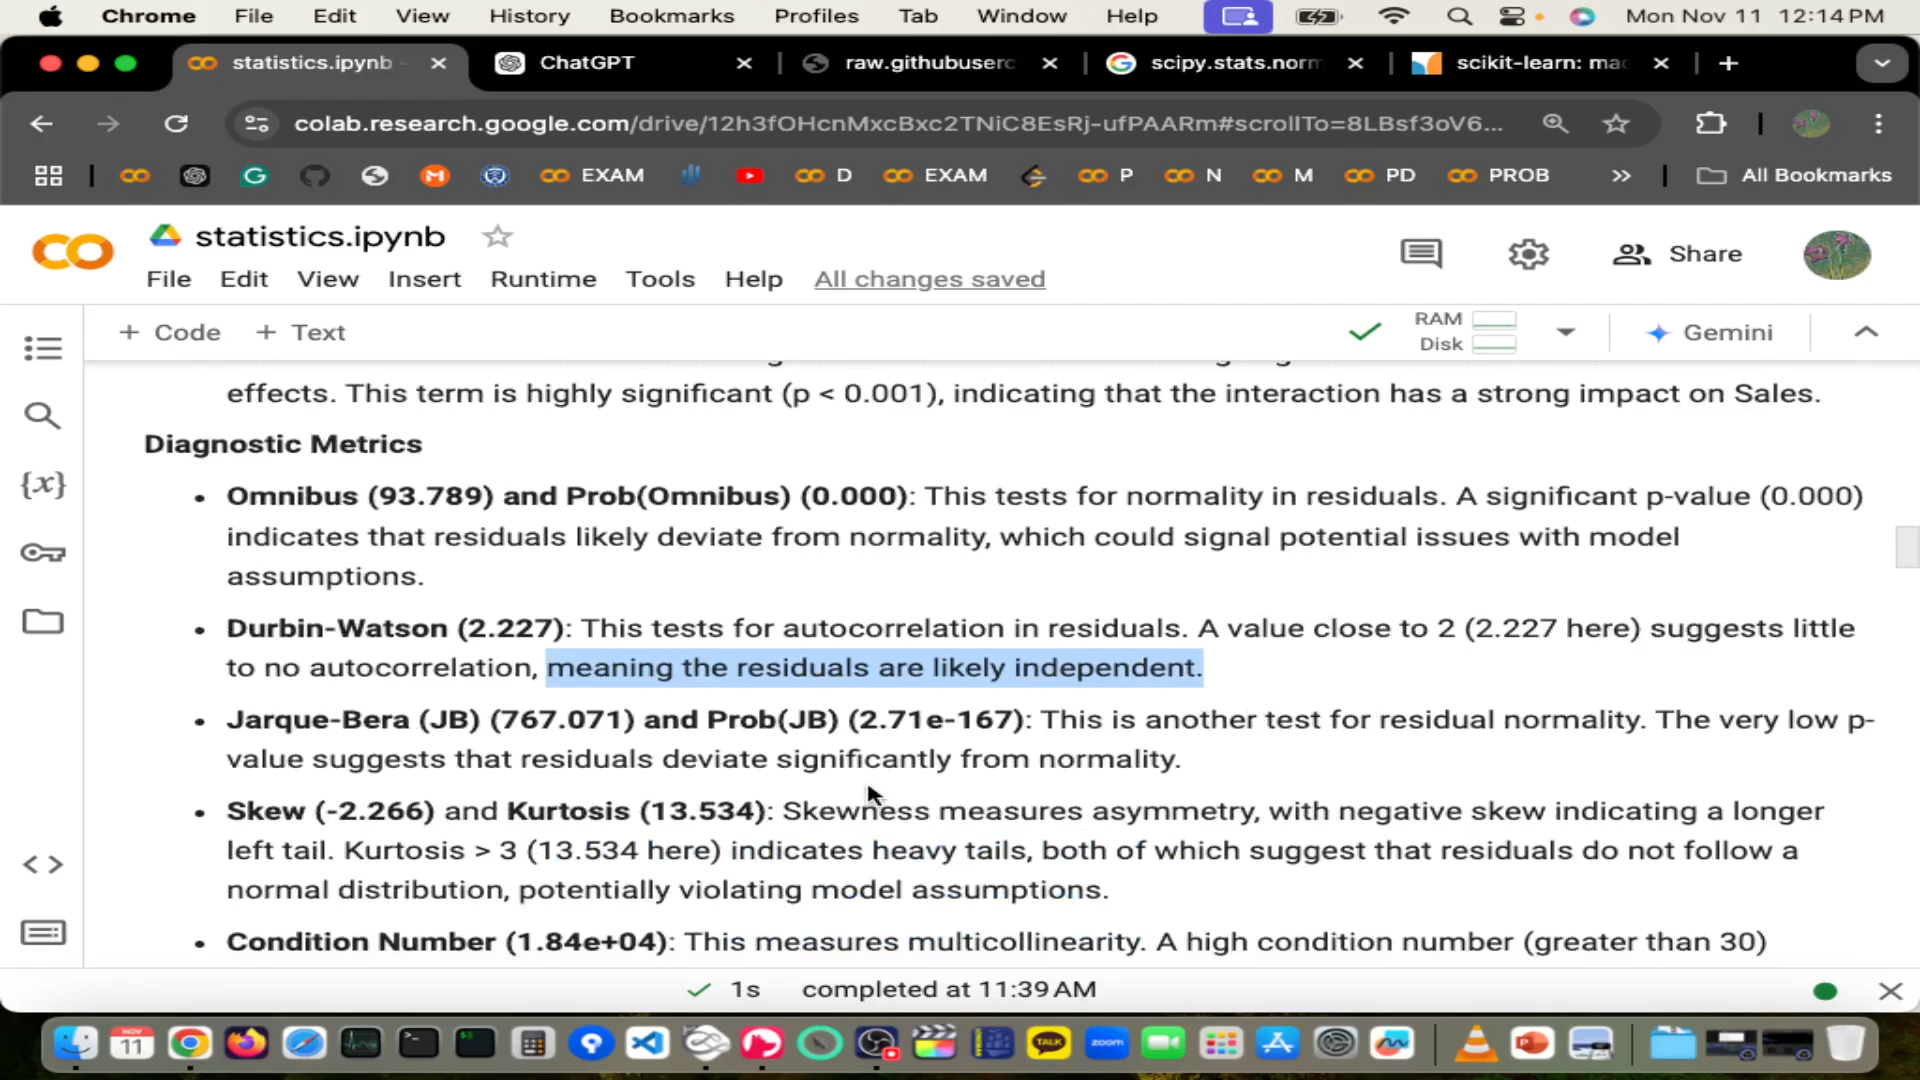 Chrome File Edit View History Bookmarks Profiles Tab Window Help Mon Nov 11 12:14 PM
statistics.ipynb ChatGPT raw.githubuserc scipy.stats.norm scikit-learn: mac
colab.research.google.com/drive/12h3fOHcnMxcBxc2TNiC8EsRj-ufPAARm#scrollTo=8LBsf3oV6...
EXAM D EXAM P N M PD PROB >> All Bookmarks
statistics.ipynb
Share
File Edit View Insert Runtime Tools Help All changes saved
+ Code + Text RAM Disk Gemini
effects. This term is highly significant (p < 0.001), indicating that the interaction has a strong impact on Sales.
Diagnostic Metrics
• Omnibus (93.789) and Prob(Omnibus) (0.000): This tests for normality in residuals. A significant p-value (0.000)
indicates that residuals likely deviate from normality, which could signal potential issues with model
assumptions.
• Durbin-Watson (2.227): This tests for autocorrelation in residuals. A value close to 2 (2.227 here) suggests little
to no autocorrelation, meaning the residuals are likely independent.
• Jarque-Bera (JB) (767.071) and Prob(JB) (2.71e-167): This is another test for residual normality. The very low p-
value suggests that residuals deviate significantly from normality.
• Skew (-2.266) and Kurtosis (13.534): Skewness measures asymmetry, with negative skew indicating a longer
left tail. Kurtosis > 3 (13.534 here) indicates heavy tails, both of which suggest that residuals do not follow a
normal distribution, potentially violating model assumptions.
• Condition Number (1.84e+04): This measures multicollinearity. A high condition number (greater than 30)
1s completed at 11:39 AM
NOV 11 TALK zoom